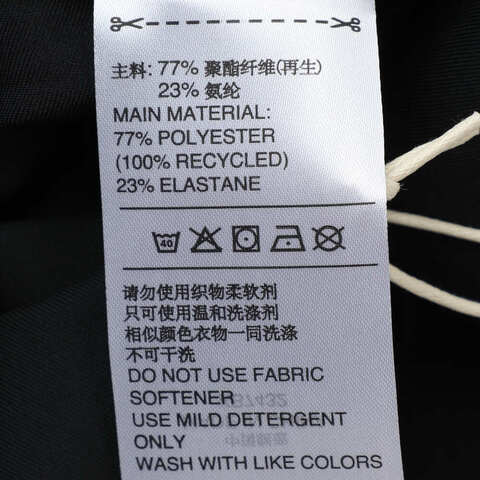 主料: 77% 聚酯纤维(再生)
23% 氨纶
MAIN MATERIAL:
77% POLYESTER
(100% RECYCLED)
23% ELASTANE
40
请勿使用织物柔软剂
只可使用温和洗涤剂
相似颜色衣物一同洗涤
不可干洗
DO NOT USE FABRIC
SOFTENER
USE MILD DETERGENT
ONLY
WASH WITH LIKE COLORS